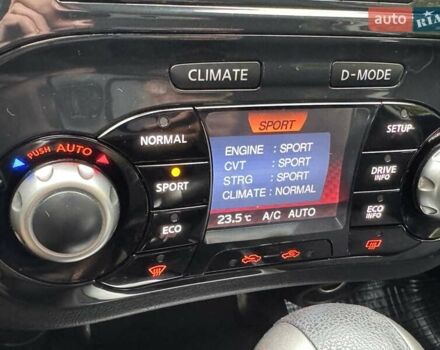 auto RIA
CLIMATE D-MODE
PUSH AUTO
NORMAL
SPORT
ECO
SPORT
ENGINE : SPORT
CVT : SPORT
STRG : SPORT
CLIMATE : NORMAL
23.5°C A/C AUTO
SETUP
DRIVE
INFO
ECO
INFO